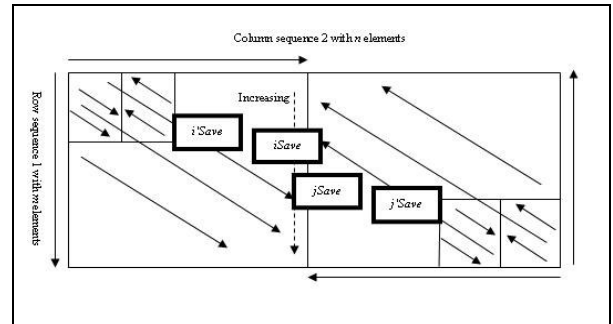 Column sequence 2 with n elements
Row sequence 1 with m elements
Increasing
i'Save
iSave
jSave
j'Save